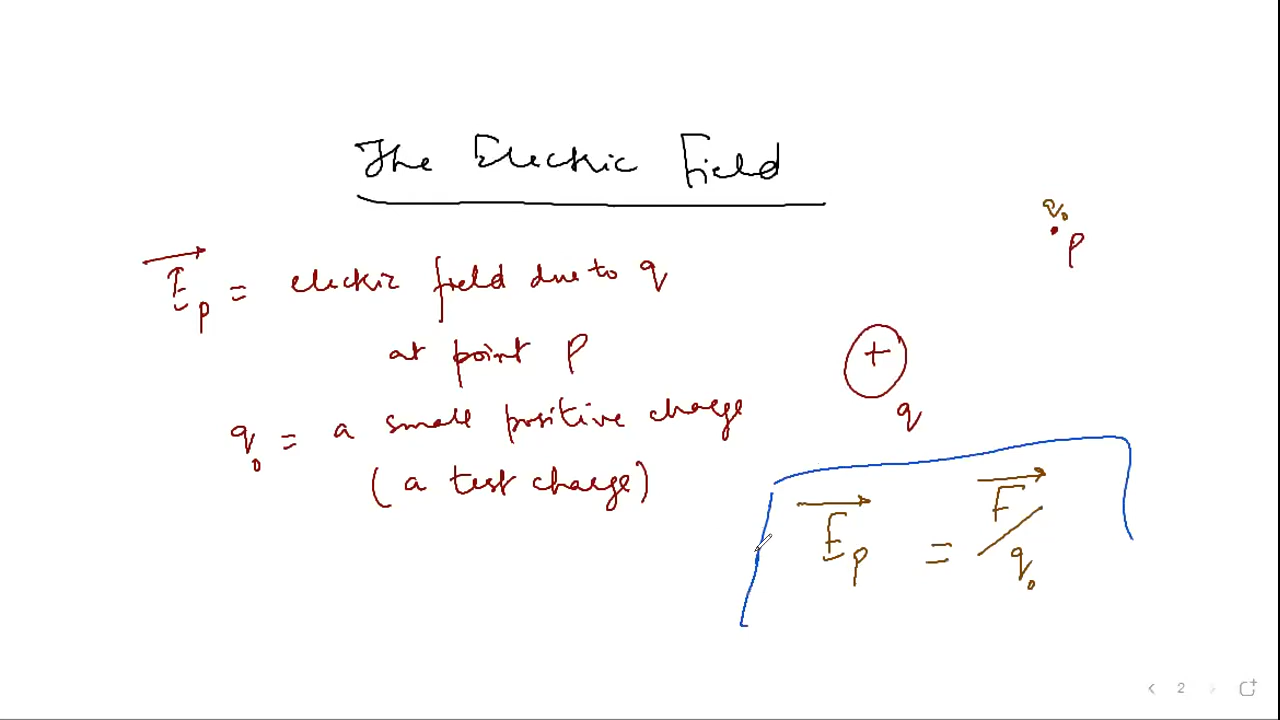 The Electric Field
q₀
P
E⃗p = electric field due to q
at point P
+
q
q₀ = a small positive charge
(a test charge)
E⃗p = F⃗/q₀
2